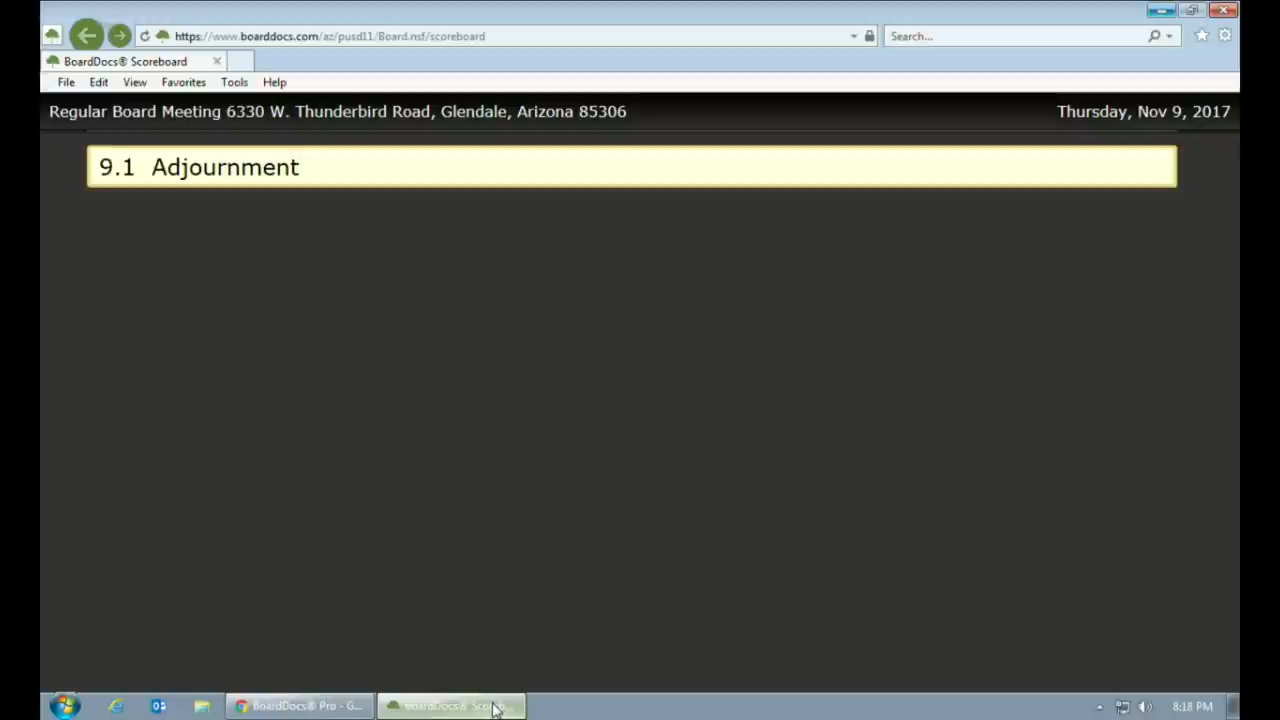 https://www.boarddocs.com/az/pusd11/Board.nsf/scoreboard
Search...
BoardDocs® Scoreboard
File Edit View Favorites Tools Help
Regular Board Meeting 6330 W. Thunderbird Road, Glendale, Arizona 85306
Thursday, Nov 9, 2017
9.1 Adjournment
BoardDocs® Pro - G...
BoardDocs® Scoreb...
8:18 PM